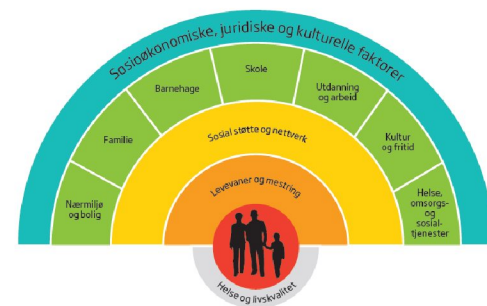 Sosioøkonomiske, juridiske og kulturelle faktorer
Nærmiljø
og bolig
Familie
Barnehage
Skole
Utdanning
og arbeid
Kultur
og fritid
Helse,
omsorgs-
og
sosial-
tjenester
Sosial støtte og nettverk
Levevaner og mestring
Helse og livskvalitet